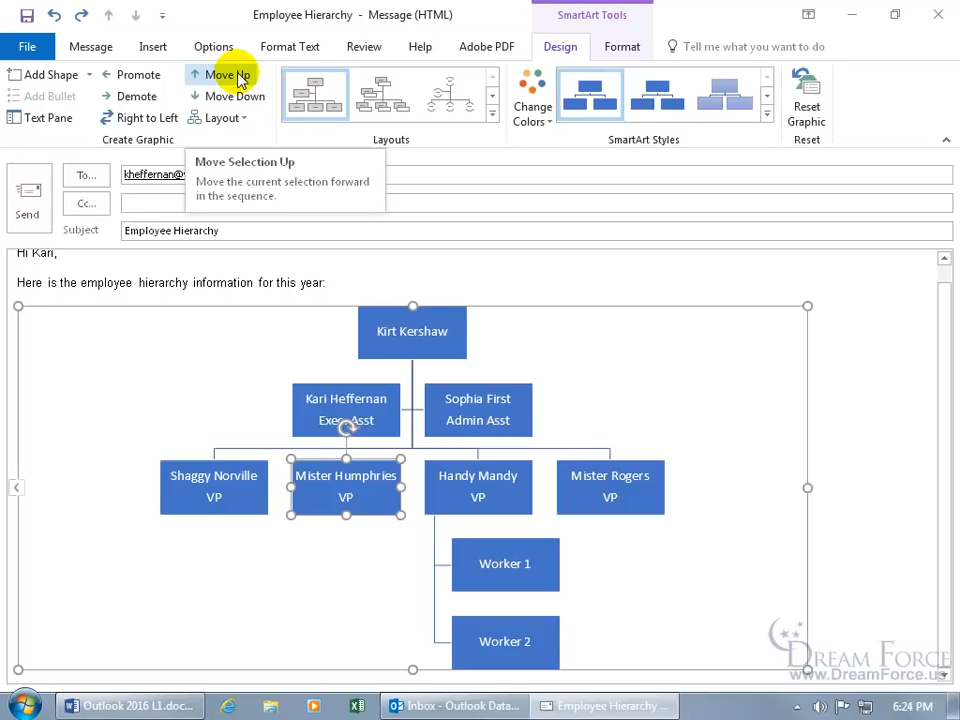 Employee Hierarchy - Message (HTML)
SmartArt Tools
File
Message
Insert
Options
Format Text
Review
Help
Adobe PDF
Design
Format
Tell me what you want to do
Add Shape
Promote
Move Up
Add Bullet
Demote
Move Down
Text Pane
Right to Left
Layout
Create Graphic
Layouts
Change
Colors
SmartArt Styles
Reset
Graphic
Reset
Move Selection Up
Move the current selection forward
in the sequence.
To...
kheffernan@
Cc...
Send
Subject
Employee Hierarchy
Hi Kari,
Here is the employee hierarchy information for this year:
Kirt Kershaw
Kari Heffernan
Exec Asst
Sophia First
Admin Asst
Shaggy Norville
VP
Mister Humphries
VP
Handy Mandy
VP
Mister Rogers
VP
Worker 1
Worker 2
DREAM FORCE
www.DreamForce.us
Outlook 2016 L1.doc...
Inbox - Outlook Data...
Employee Hierarchy ...
6:24 PM